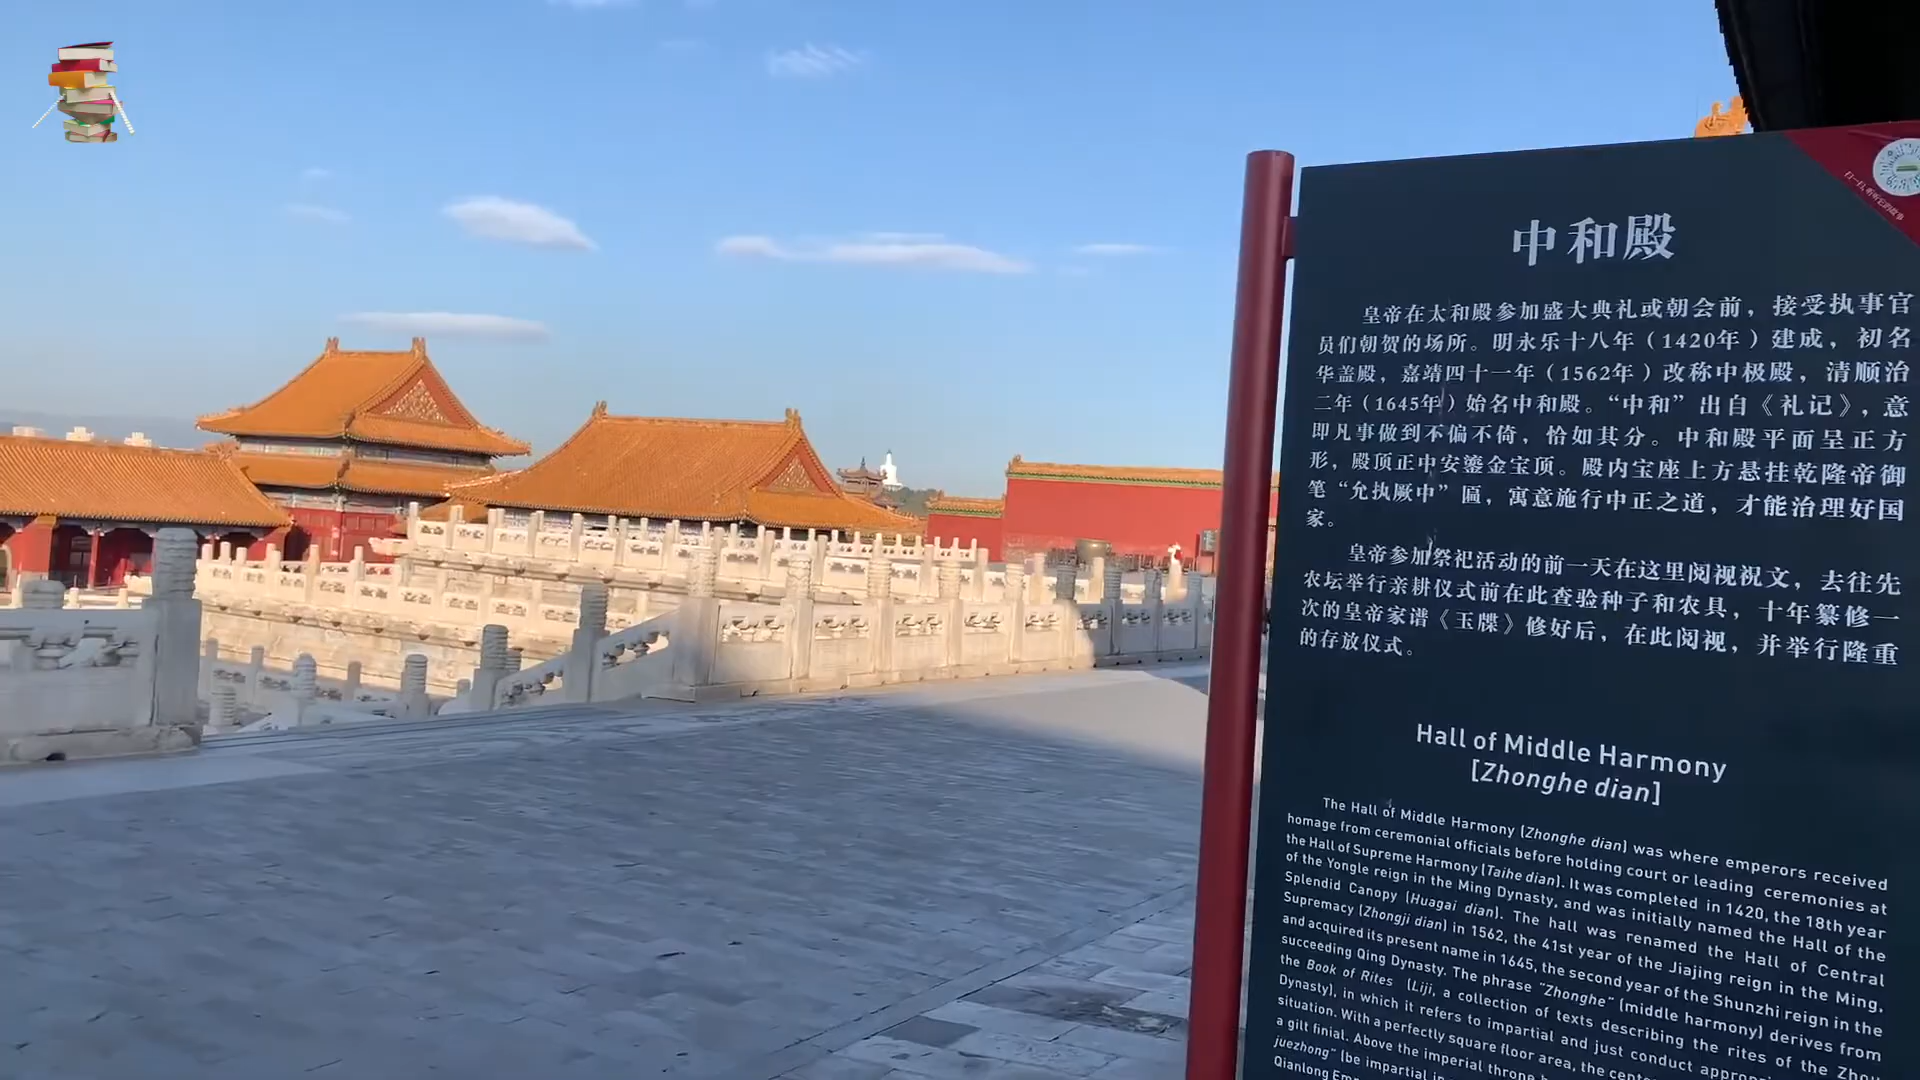 中和殿
皇帝在太和殿参加盛大典礼或朝会前，接受执事官
员们朝贺的场所。明永乐十八年（1420年）建成，初名
华盖殿，嘉靖四十一年（1562年）改称中极殿，清顺治
二年（1645年）始名中和殿。“中和”出自《礼记》，意
即凡事做到不偏不倚，恰如其分。中和殿平面呈正方
形，殿顶正中安鎏金宝顶。殿内宝座上方悬挂乾隆帝御
笔“允执厥中”匾，寓意施行中正之道，才能治理好国
家。
皇帝参加祭祀活动的前一天在这里阅视祝文，去往先
农坛举行亲耕仪式前在此查验种子和农具，十年纂修一
次的皇帝家谱《玉牒》修好后，在此阅视，并举行隆重
的存放仪式。
Hall of Middle Harmony
[Zhonghe dian]
The Hall of Middle Harmony (Zhonghe dian) was where emperors received
homage from ceremonial officials before holding court or leading ceremonies at
the Hall of Supreme Harmony (Taihe dian). It was completed in 1420, the 18th year
of the Yongle reign in the Ming Dynasty, and was initially named the Hall of the
Splendid Canopy (Huagai dian). The hall was renamed the Hall of Central
Supremacy (Zhongji dian) in 1562, the 41st year of the Jiajing reign in the Ming,
and acquired its present name in 1645, the second year of the Shunzhi reign in the
succeeding Qing Dynasty. The phrase "Zhonghe" (middle harmony) derives from
the Book of Rites (Liji, a collection of texts describing the rites of the Zhou
Dynasty), in which it refers to impartial and just conduct
situation. With a perfectly square floor area, the
a gilt finial. Above the imperial throne
juezhong" (be impartial in
Qianlong